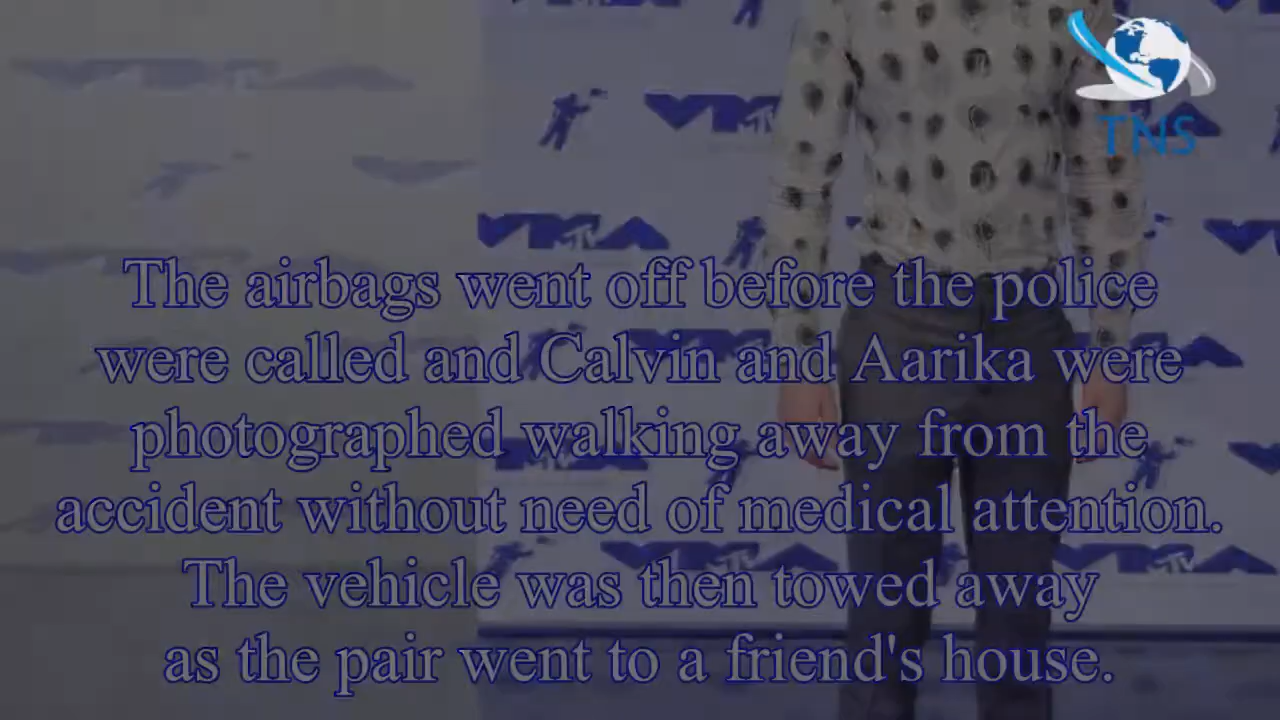 TNS
VMA
The airbags went off before the police
were called and Calvin and Aarika were
photographed walking away from the
accident without need of medical attention.
The vehicle was then towed away
as the pair went to a friend's house.